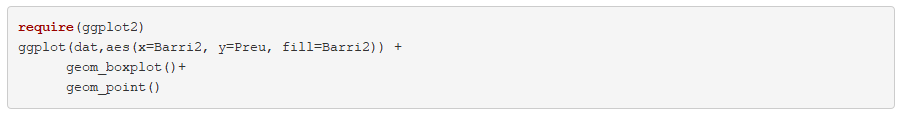 require(ggplot2)
ggplot(dat,aes(x=Barri2, y=Preu, fill=Barri2)) +
      geom_boxplot()+
      geom_point()